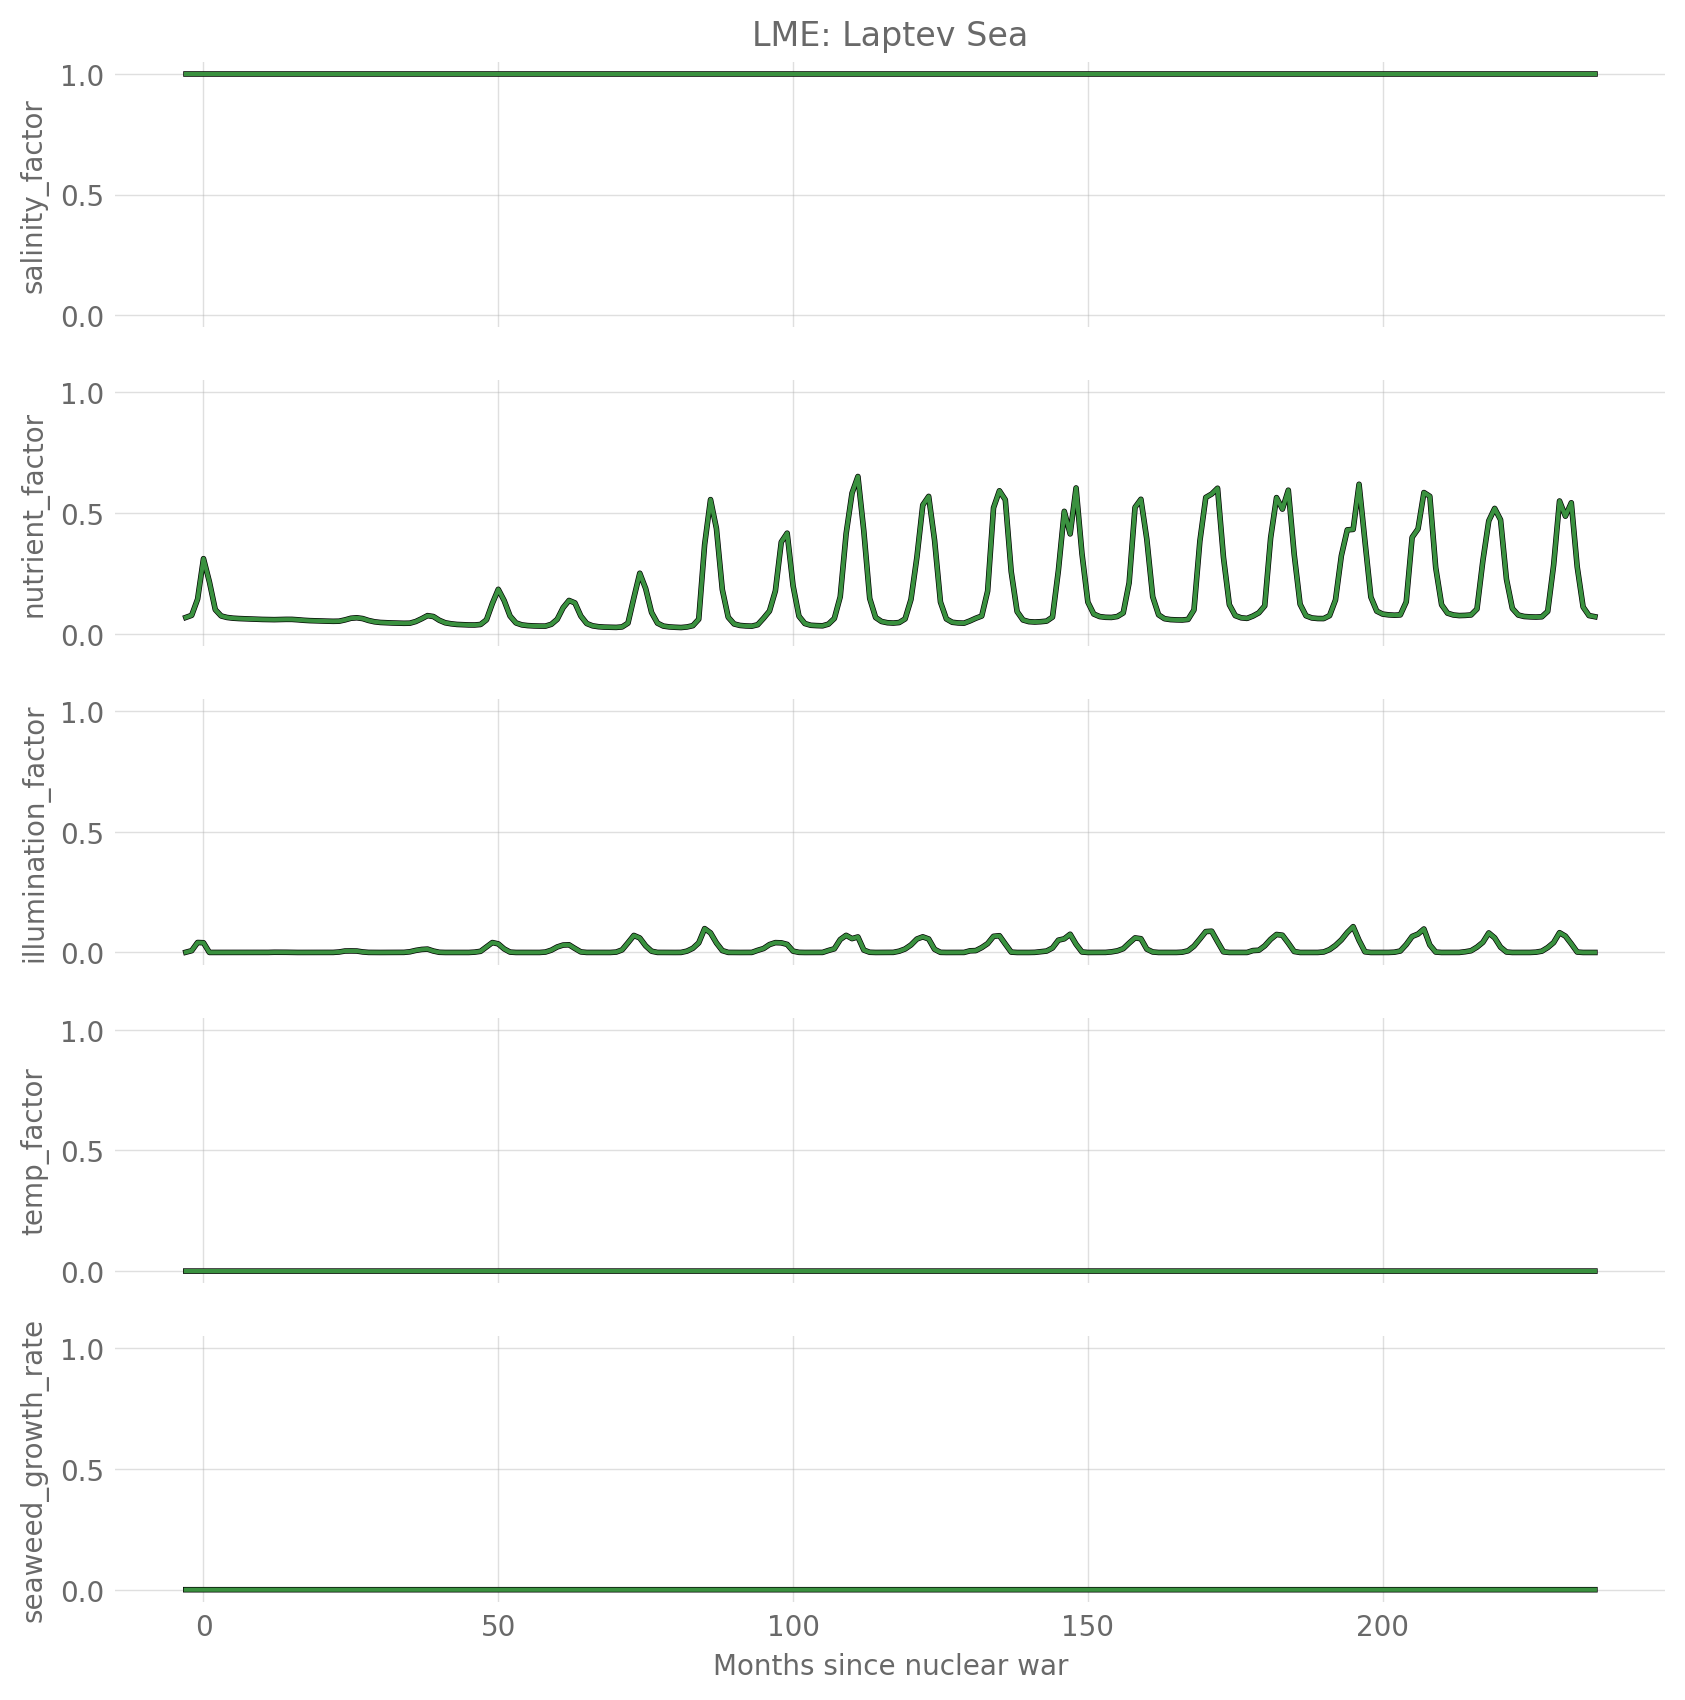 LME: Laptev Sea
salinity_factor
1.0
0.5
0.0
nutrient_factor
1.0
0.5
0.0
illumination_factor
1.0
0.5
0.0
temp_factor
1.0
0.5
0.0
seaweed_growth_rate
1.0
0.5
0.0
0 50 100 150 200
Months since nuclear war